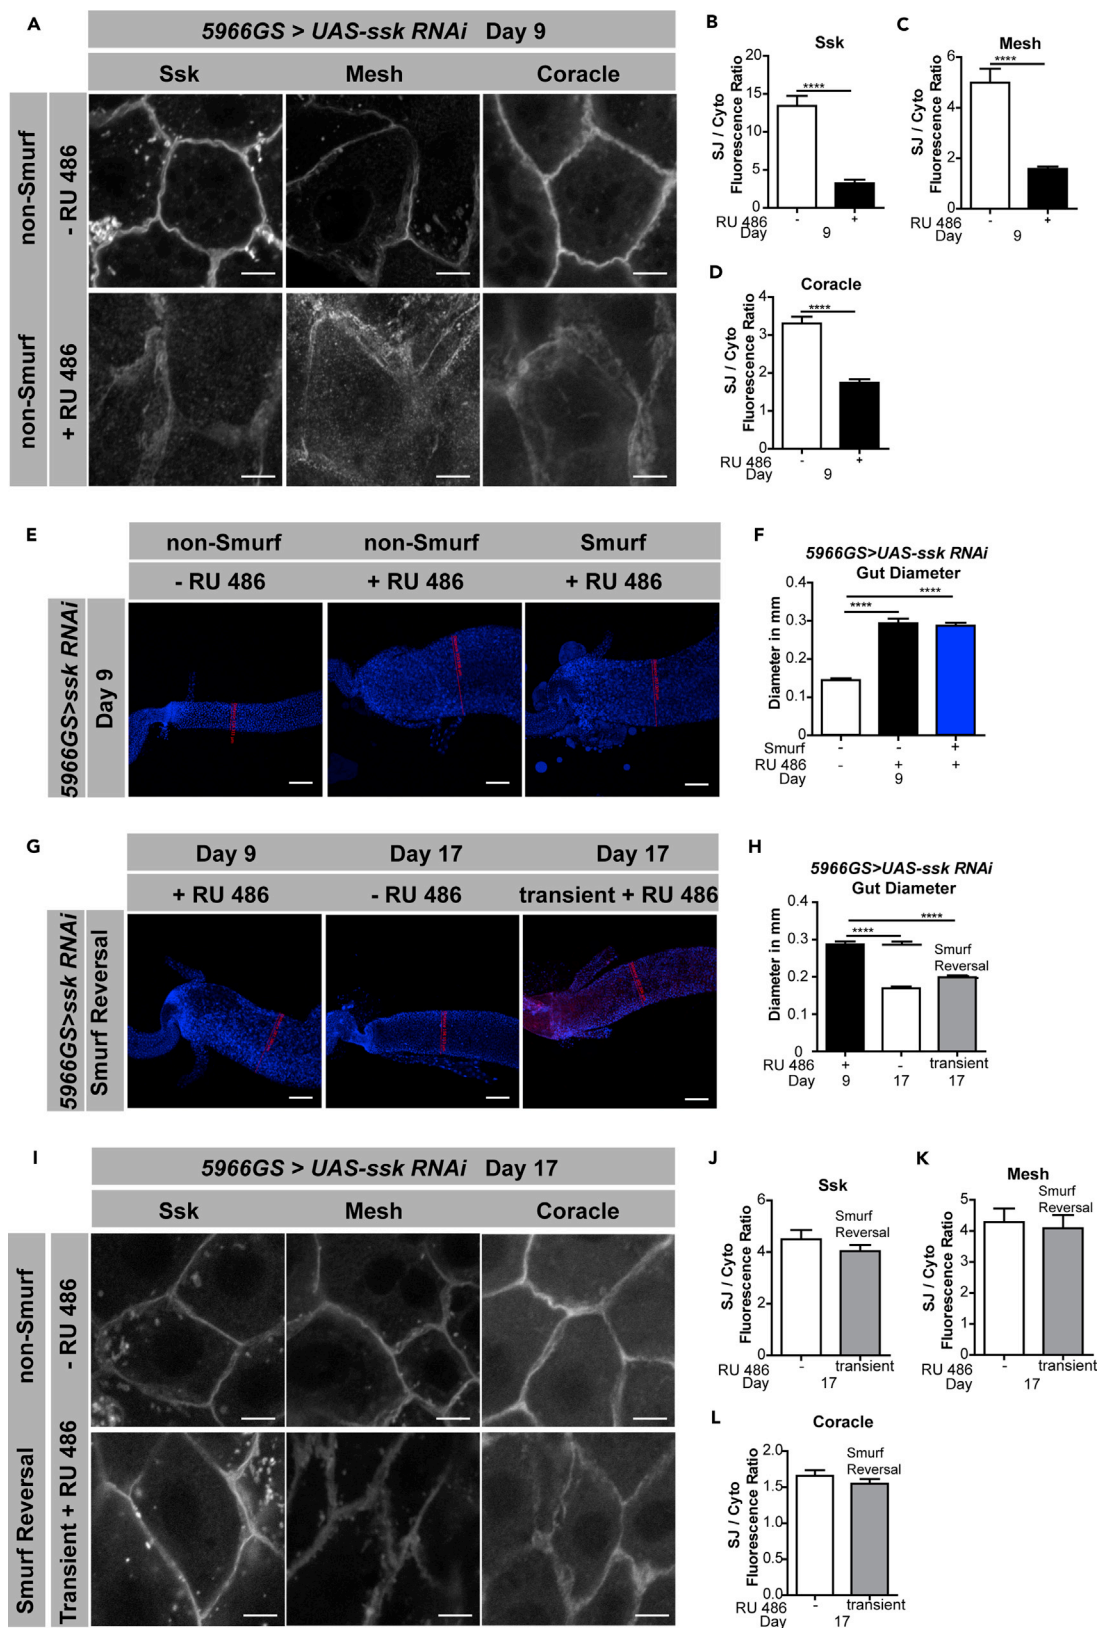 A
5966GS > UAS-ssk RNAi Day 9
Ssk Mesh Coracle
non-Smurf
- RU 486
non-Smurf
+ RU 486
B
Ssk
SJ / Cyto
Fluorescence Ratio
20
15
10
5
0
****
RU 486 - +
Day 9
C
Mesh
SJ / Cyto
Fluorescence Ratio
6
4
2
0
****
RU 486 - +
Day 9
D
Coracle
SJ / Cyto
Fluorescence Ratio
4
3
2
1
0
****
RU 486 - +
Day 9
E
non-Smurf non-Smurf Smurf
- RU 486 + RU 486 + RU 486
5966GS>ssk RNAi
Day 9
F
5966GS>UAS-ssk RNAi
Gut Diameter
Diameter in mm
0.4
0.3
0.2
0.1
0
****
****
Smurf - - +
RU 486 - + +
Day 9
G
Day 9 Day 17 Day 17
+ RU 486 - RU 486 transient + RU 486
5966GS>ssk RNAi
Smurf Reversal
H
5966GS>UAS-ssk RNAi
Gut Diameter
Diameter in mm
0.4
0.3
0.2
0.1
0
****
****
Smurf
Reversal
RU 486 + - transient
Day 9 17 17
I
5966GS > UAS-ssk RNAi Day 17
Ssk Mesh Coracle
non-Smurf
- RU 486
Smurf Reversal
Transient + RU 486
J
Ssk
SJ / Cyto
Fluorescence Ratio
6
4
2
0
Smurf
Reversal
RU 486 - transient
Day 17
K
Mesh
SJ / Cyto
Fluorescence Ratio
5
4
3
2
1
0
Smurf
Reversal
RU 486 - transient
Day 17
L
Coracle
SJ / Cyto
Fluorescence Ratio
2.0
1.5
1.0
0.5
0.0
Smurf
Reversal
RU 486 - transient
Day 17